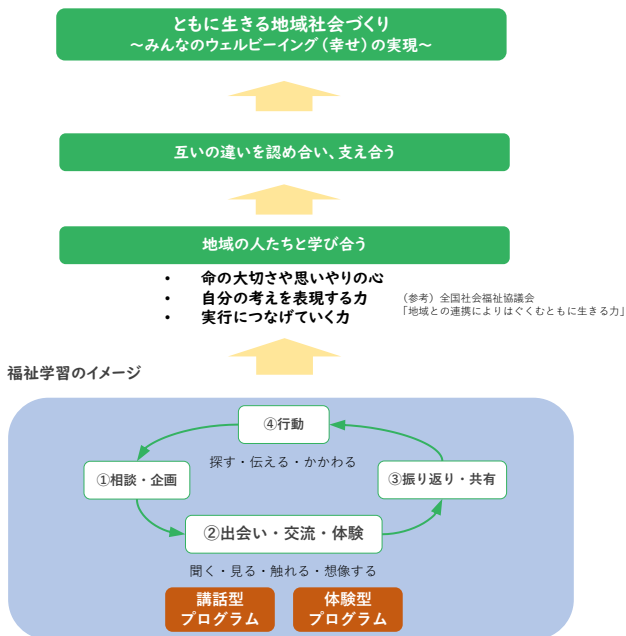 ともに生きる地域社会づくり
～みんなのウェルビーイング（幸せ）の実現～
互いの違いを認め合い、支え合う
地域の人たちと学び合う
・ 命の大切さや思いやりの心
・ 自分の考えを表現する力
・ 実行につなげていく力
（参考）全国社会福祉協議会
「地域との連携によりはぐくむともに生きる力」
福祉学習のイメージ
④行動
探す・伝える・かかわる
①相談・企画
③振り返り・共有
②出会い・交流・体験
聞く・見る・触れる・想像する
講話型
プログラム
体験型
プログラム